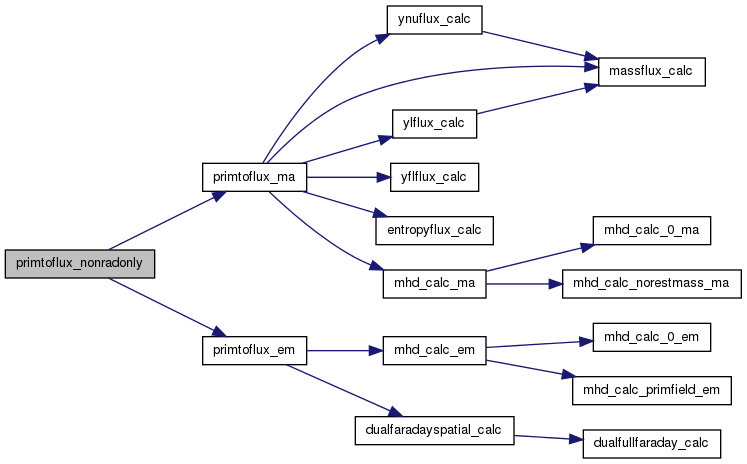 ynuflux_calc
massflux_calc
ylflux_calc
primtoflux_ma
yflflux_calc
entropyflux_calc
mhd_calc_0_ma
primtoflux_nonradonly
mhd_calc_ma
mhd_calc_norestmass_ma
mhd_calc_0_em
primtoflux_em
mhd_calc_em
mhd_calc_primfield_em
dualfaradayspatial_calc
dualfullfaraday_calc